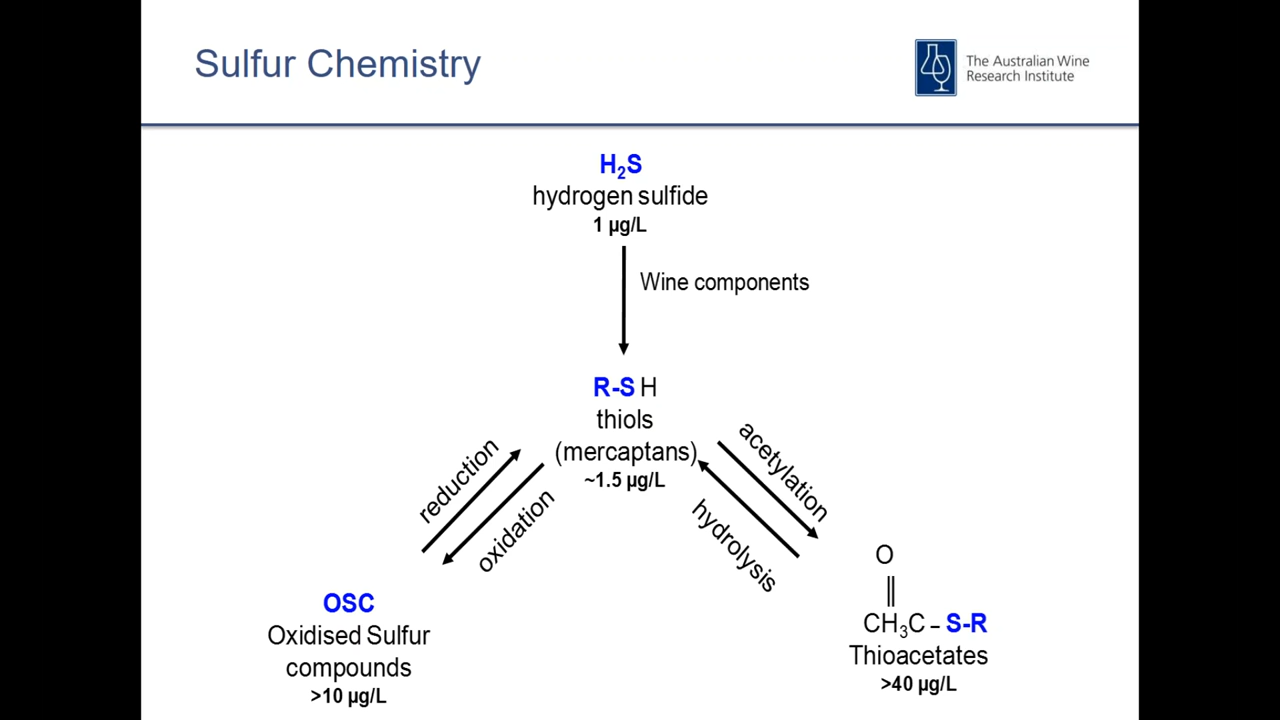 Sulfur Chemistry
The Australian Wine
Research Institute
H₂S
hydrogen sulfide
1 µg/L
Wine components
R-S H
thiols
(mercaptans)
~1.5 µg/L
reduction
oxidation
acetylation
hydrolysis
OSC
Oxidised Sulfur
compounds
>10 µg/L
O
||
CH₃C – S-R
Thioacetates
>40 µg/L